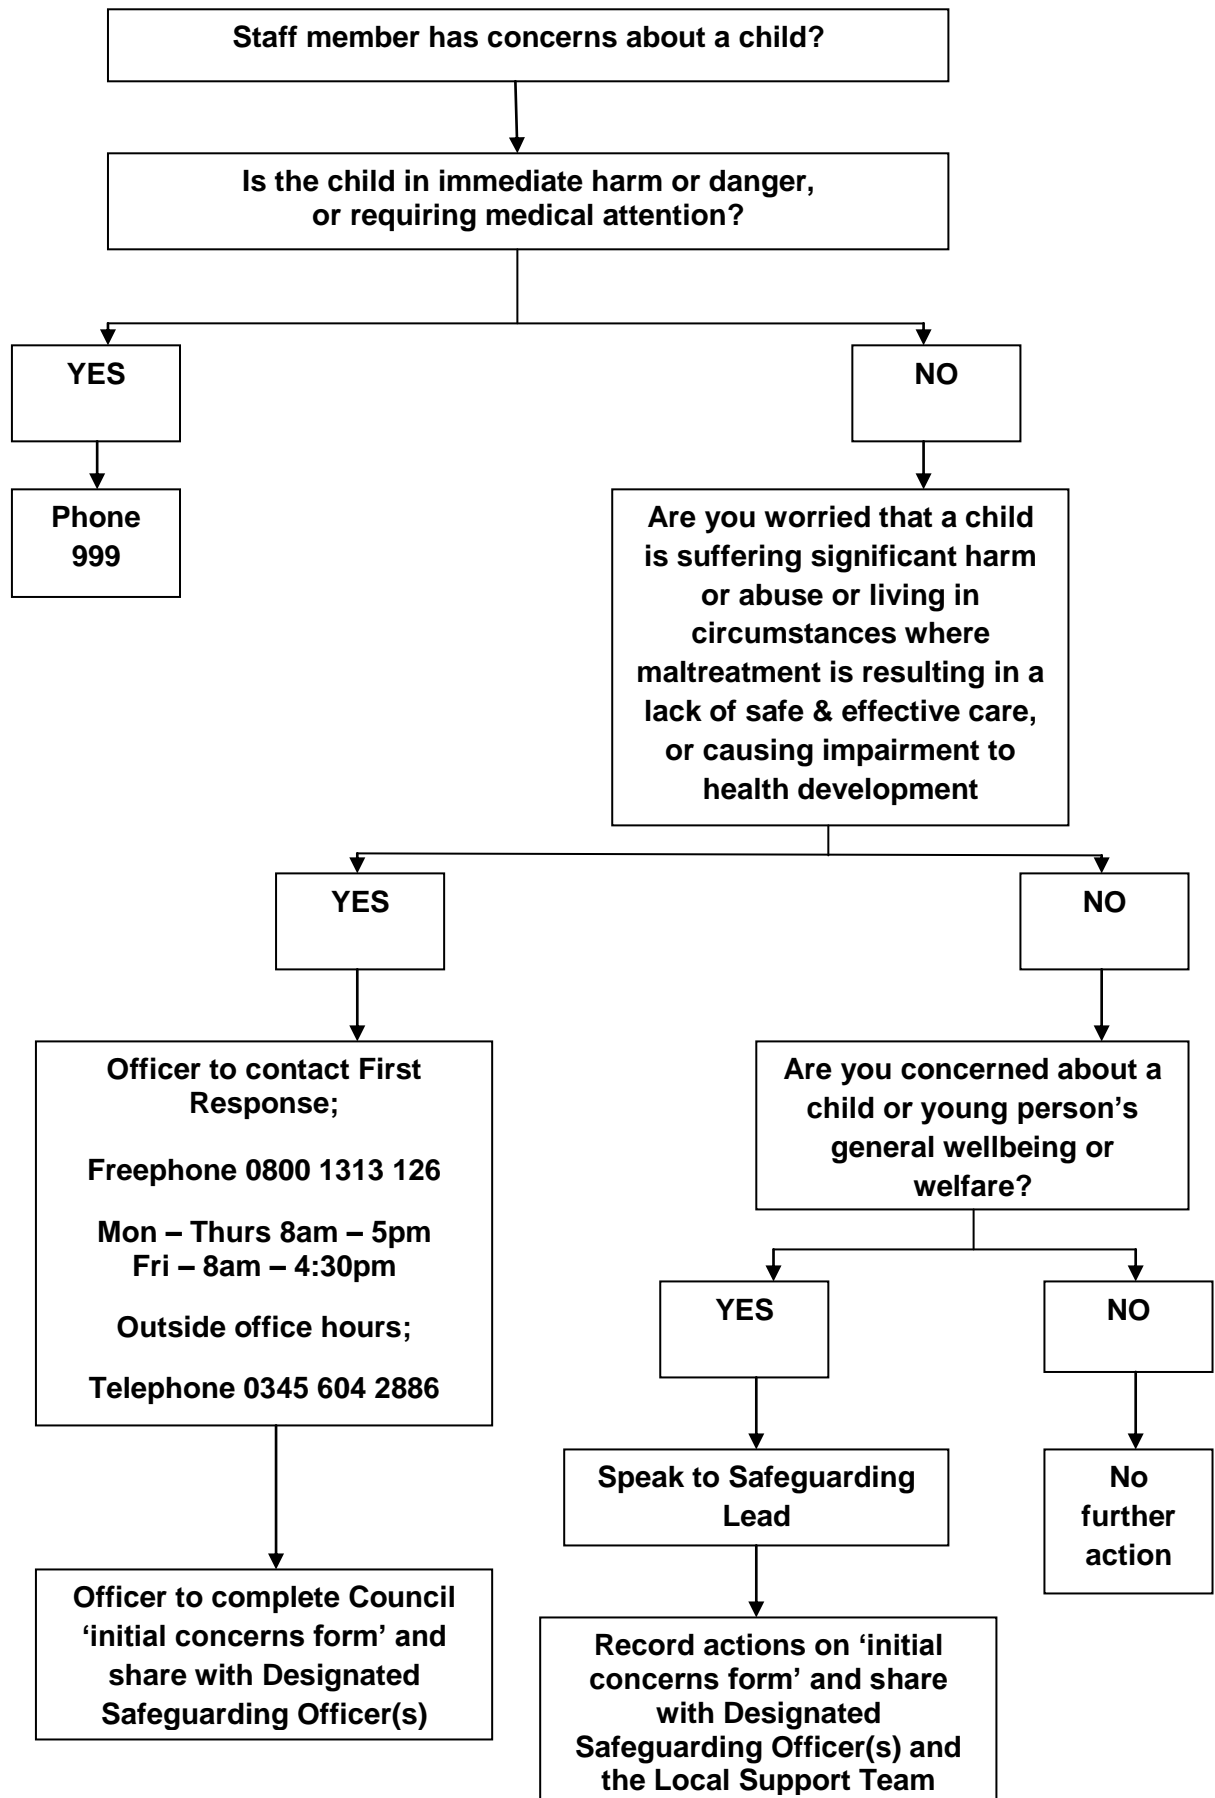 Staff member has concerns about a child?
Is the child in immediate harm or danger,
or requiring medical attention?
YES
NO
Phone
999
Are you worried that a child
is suffering significant harm
or abuse or living in
circumstances where
maltreatment is resulting in a
lack of safe & effective care,
or causing impairment to
health development
YES
NO
Officer to contact First
Response;
Freephone 0800 1313 126
Mon – Thurs 8am – 5pm
Fri – 8am – 4:30pm
Outside office hours;
Telephone 0345 604 2886
Are you concerned about a
child or young person’s
general wellbeing or
welfare?
YES
NO
Speak to Safeguarding
Lead
No
further
action
Officer to complete Council
‘initial concerns form’ and
share with Designated
Safeguarding Officer(s)
Record actions on ‘initial
concerns form’ and share
with Designated
Safeguarding Officer(s) and
the Local Support Team